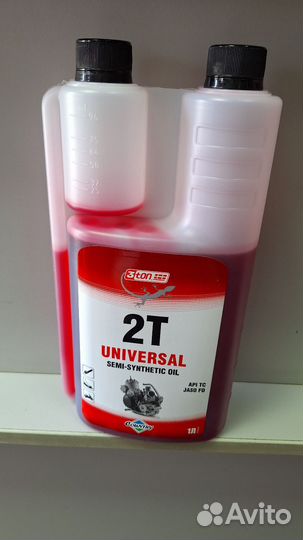 3ton
2T
UNIVERSAL
SEMI-SYNTHETIC OIL
API TC
JASO FD
1Л
Avito